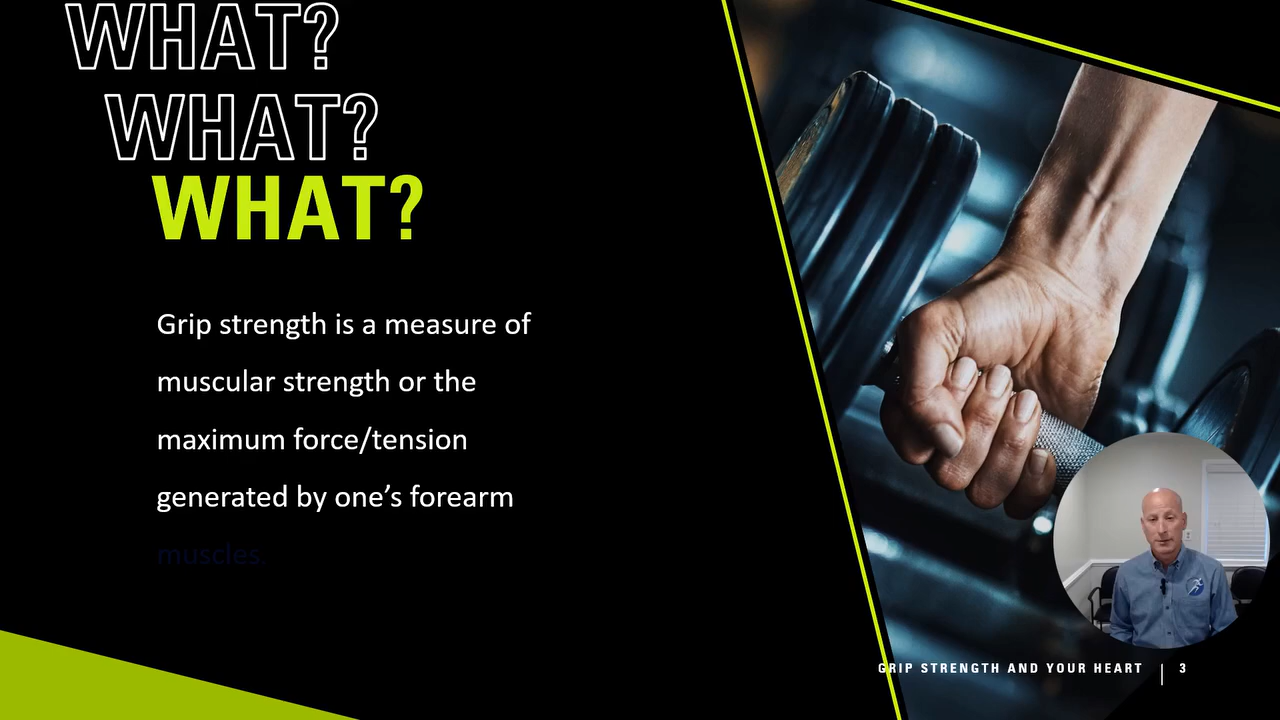 WHAT?
WHAT?
WHAT?
Grip strength is a measure of
muscular strength or the
maximum force/tension
generated by one’s forearm
muscles.
GRIP STRENGTH AND YOUR HEART | 3